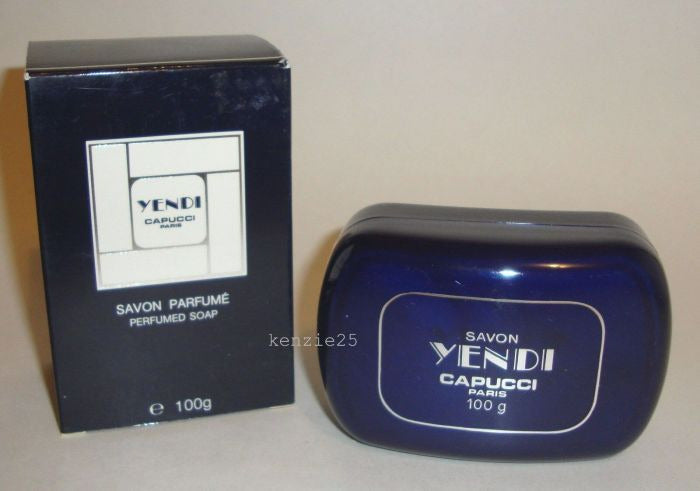 YENDI
CAPUCCI
PARIS
SAVON PARFUMÉ
PERFUMED SOAP
e 100g
kenzie25
SAVON
YENDI
CAPUCCI
PARIS
100 g